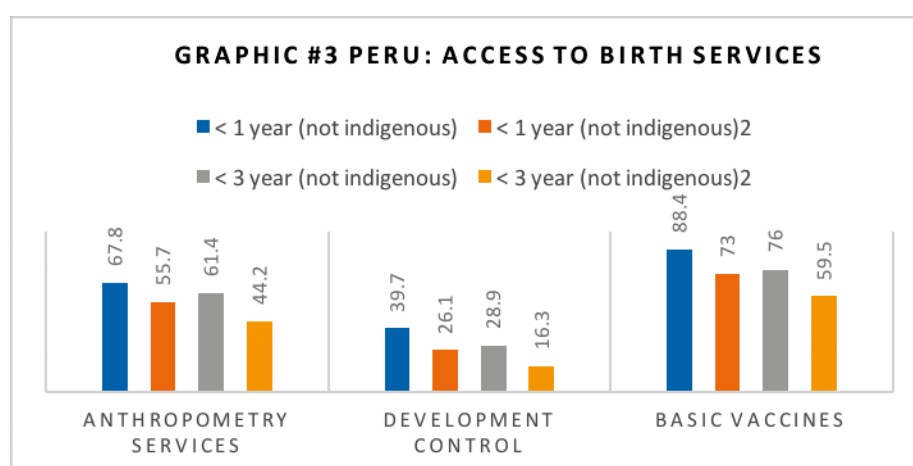 GRAPHIC #3 PERU: ACCESS TO BIRTH SERVICES
< 1 year (not indigenous) < 1 year (not indigenous)2
< 3 year (not indigenous) < 3 year (not indigenous)2
67.8 55.7 61.4 44.2 39.7 26.1 28.9 16.3 88.4 73 76 59.5
ANTHROPOMETRY DEVELOPMENT BASIC VACCINES
SERVICES CONTROL